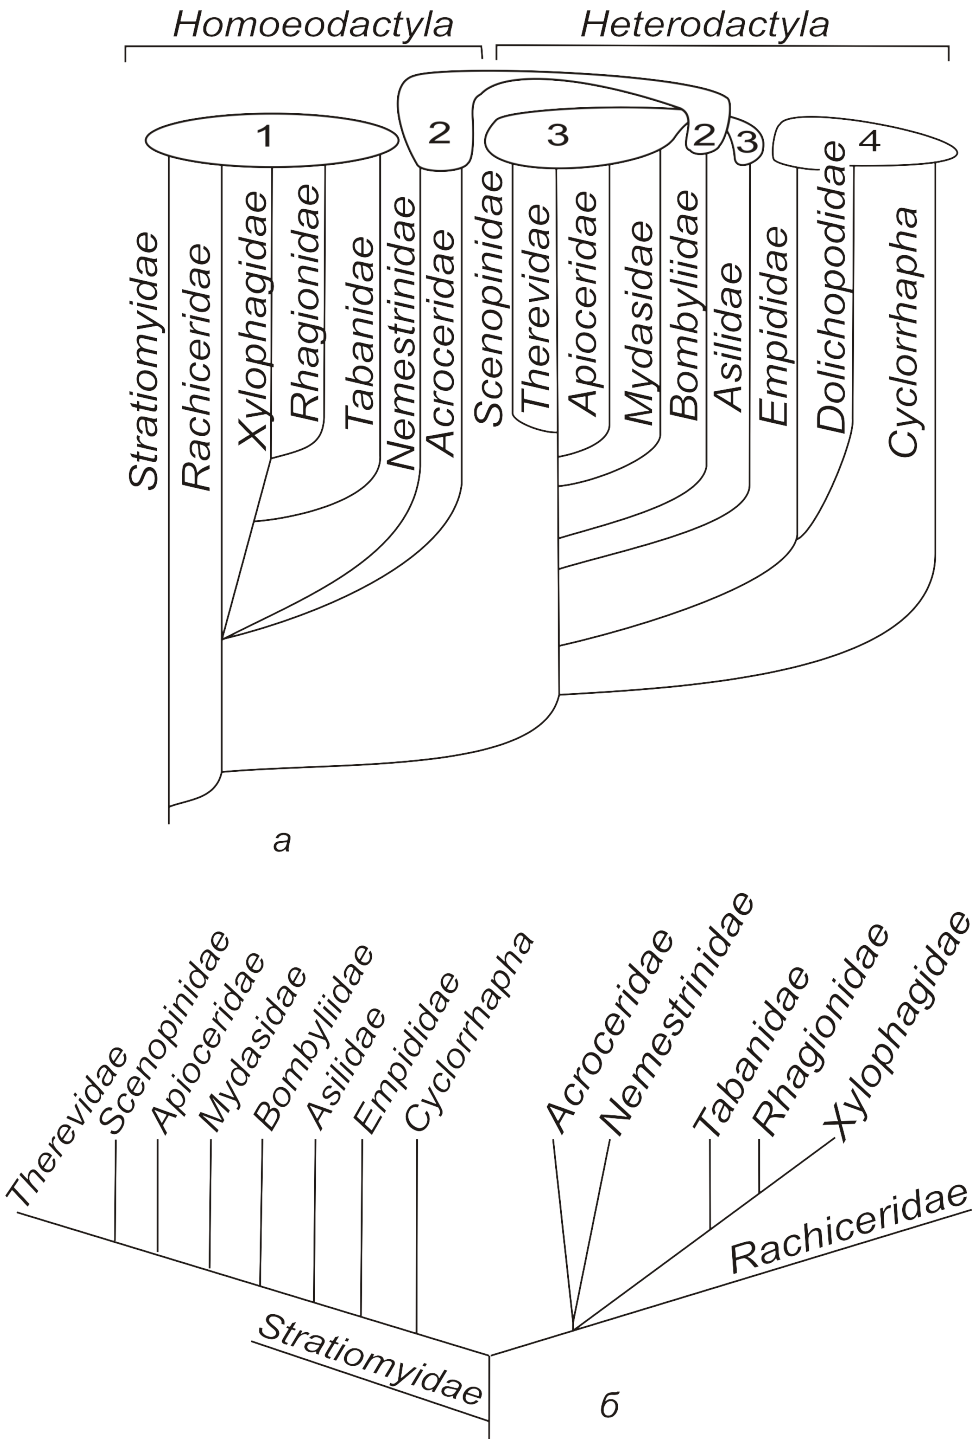 Homoeodactyla
Heterodactyla
1
2
3
2
3
4
Stratiomyidae
Rachiceridae
Xylophagidae
Rhagionidae
Tabanidae
Nemestrinidae
Acroceridae
Scenopinidae
Therevidae
Apioceridae
Mydasidae
Bombyliidae
Asilidae
Empididae
Dolichopodidae
Cyclorrhapha
а
Therevidae
Scenopinidae
Apioceridae
Mydasidae
Bombyliidae
Asilidae
Empididae
Cyclorrhapha
Acroceridae
Nemestrinidae
Tabanidae
Rhagionidae
Xylophagidae
Rachiceridae
Stratiomyidae
б